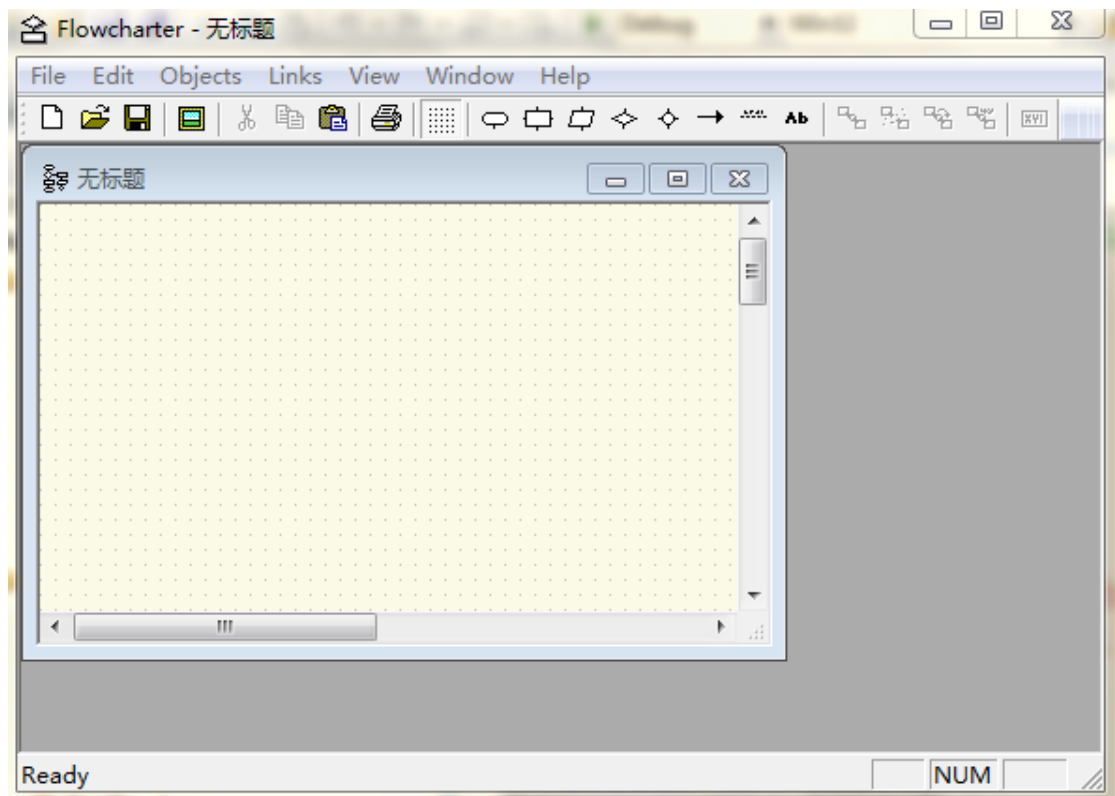 Flowcharter - 无标题
File Edit Objects Links View Window Help
Ab
无标题
Ready
NUM